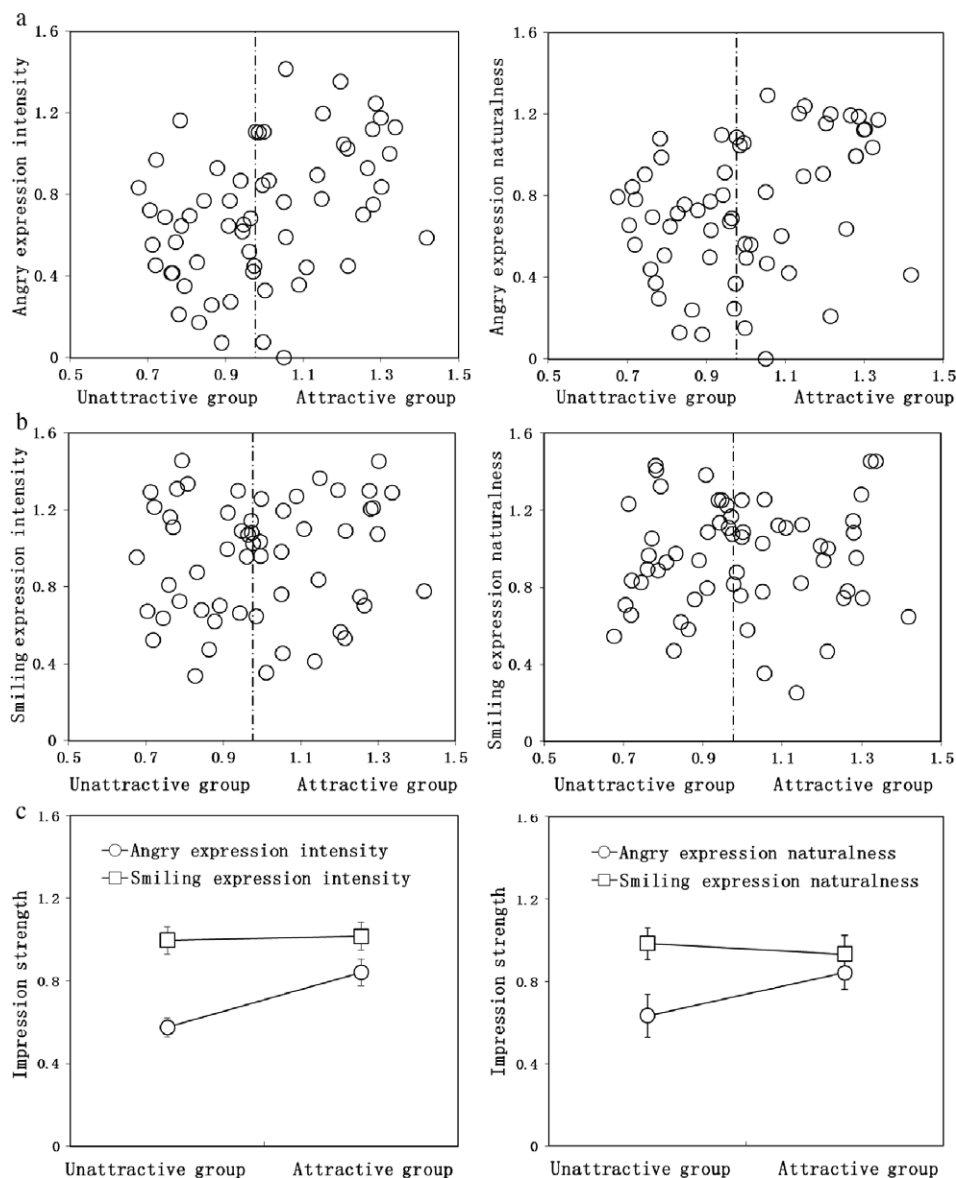 a
Angry expression intensity
1.6
1.2
0.8
0.4
0
0.5 0.7 0.9 1.1 1.3 1.5
Unattractive group Attractive group
Angry expression naturalness
1.6
1.2
0.8
0.4
0
0.5 0.7 0.9 1.1 1.3 1.5
Unattractive group Attractive group
b
Smiling expression intensity
1.6
1.2
0.8
0.4
0
0.5 0.7 0.9 1.1 1.3 1.5
Unattractive group Attractive group
Smiling expression naturalness
1.6
1.2
0.8
0.4
0
0.5 0.7 0.9 1.1 1.3 1.5
Unattractive group Attractive group
c
Impression strength
1.6
1.2
0.8
0.4
0
Angry expression intensity
Smiling expression intensity
Unattractive group Attractive group
Impression strength
1.6
1.2
0.8
0.4
0
Angry expression naturalness
Smiling expression naturalness
Unattractive group Attractive group